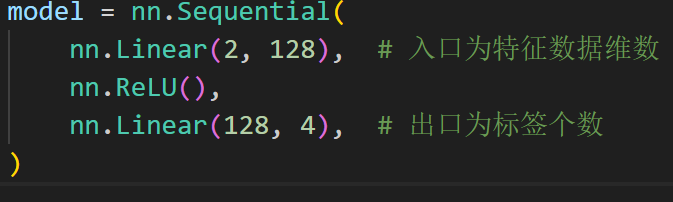 model = nn.Sequential(
    nn.Linear(2, 128),  # 入口为特征数据维数
    nn.ReLU(),
    nn.Linear(128, 4),  # 出口为标签个数
)